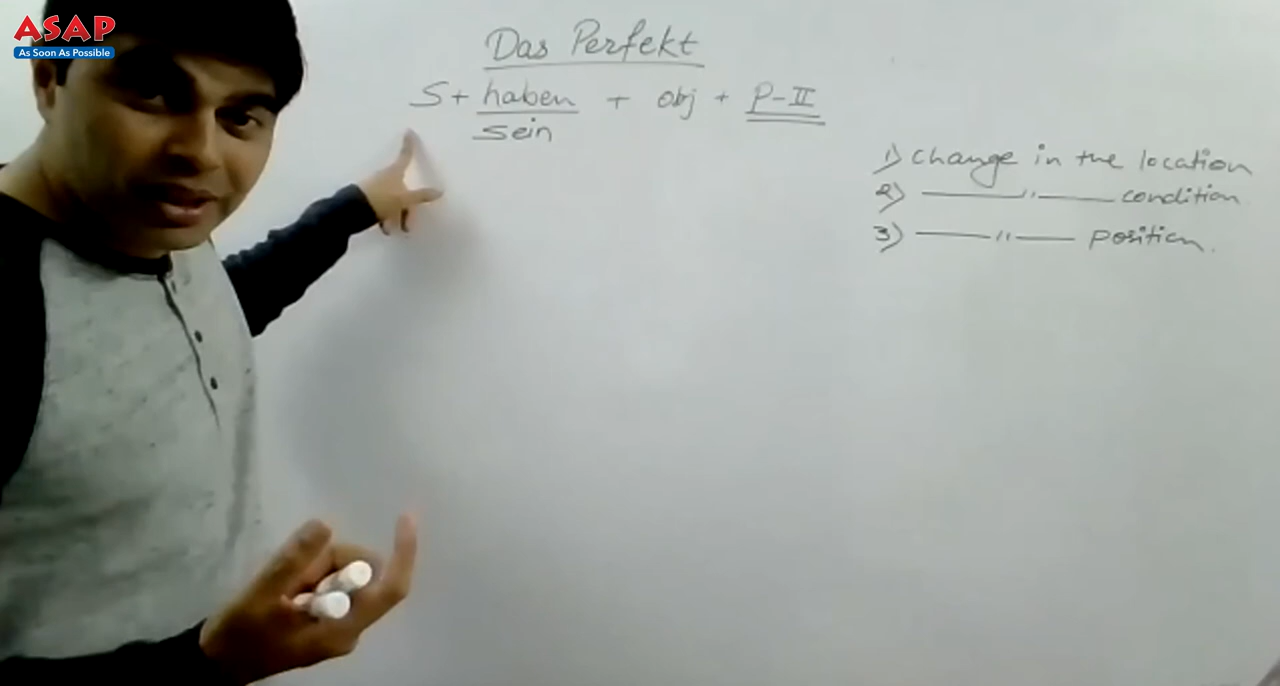 ASAP
As Soon As Possible
Das Perfekt
S + haben + obj + P-II
sein
1) Change in the location
2) —— " —— condition
3) —— " —— position.